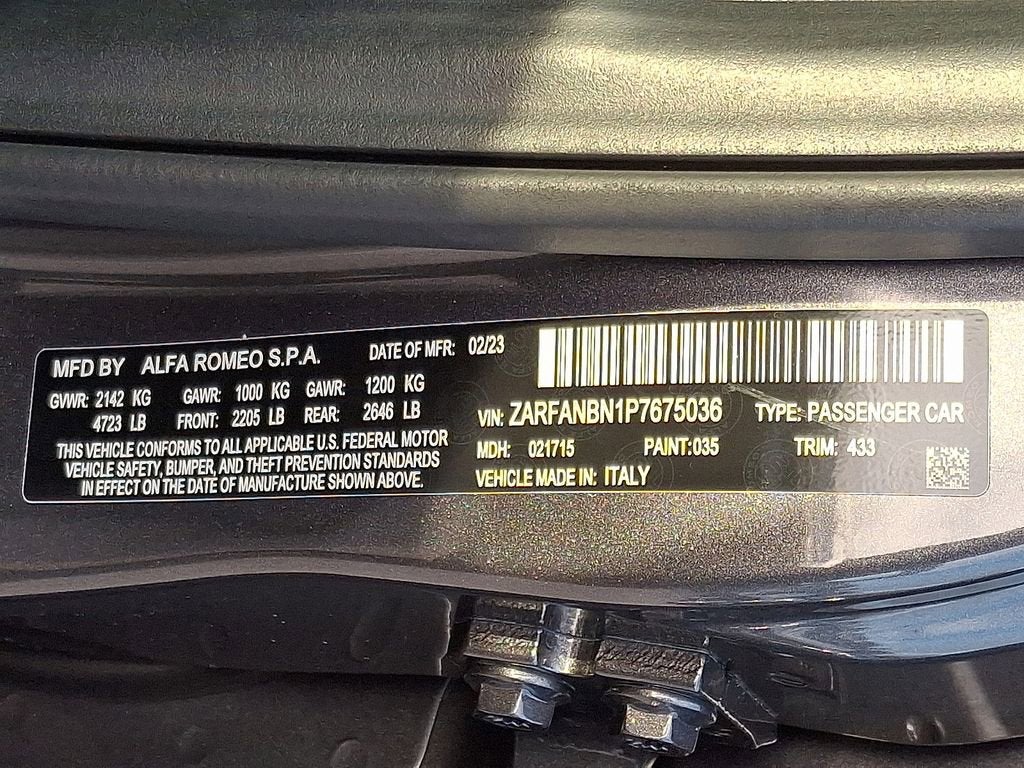 MFD BY ALFA ROMEO S.P.A. DATE OF MFR: 02/23
GVWR: 2142 KG GAWR: 1000 KG GAWR: 1200 KG
4723 LB FRONT: 2205 LB REAR: 2646 LB
THIS VEHICLE CONFORMS TO ALL APPLICABLE U.S. FEDERAL MOTOR
VEHICLE SAFETY, BUMPER, AND THEFT PREVENTION STANDARDS
IN EFFECT ON THE DATE OF MANUFACTURE SHOWN ABOVE.
VIN: ZARFANBN1P7675036 TYPE: PASSENGER CAR
MDH: 021715 PAINT: 035 TRIM: 433
VEHICLE MADE IN: ITALY